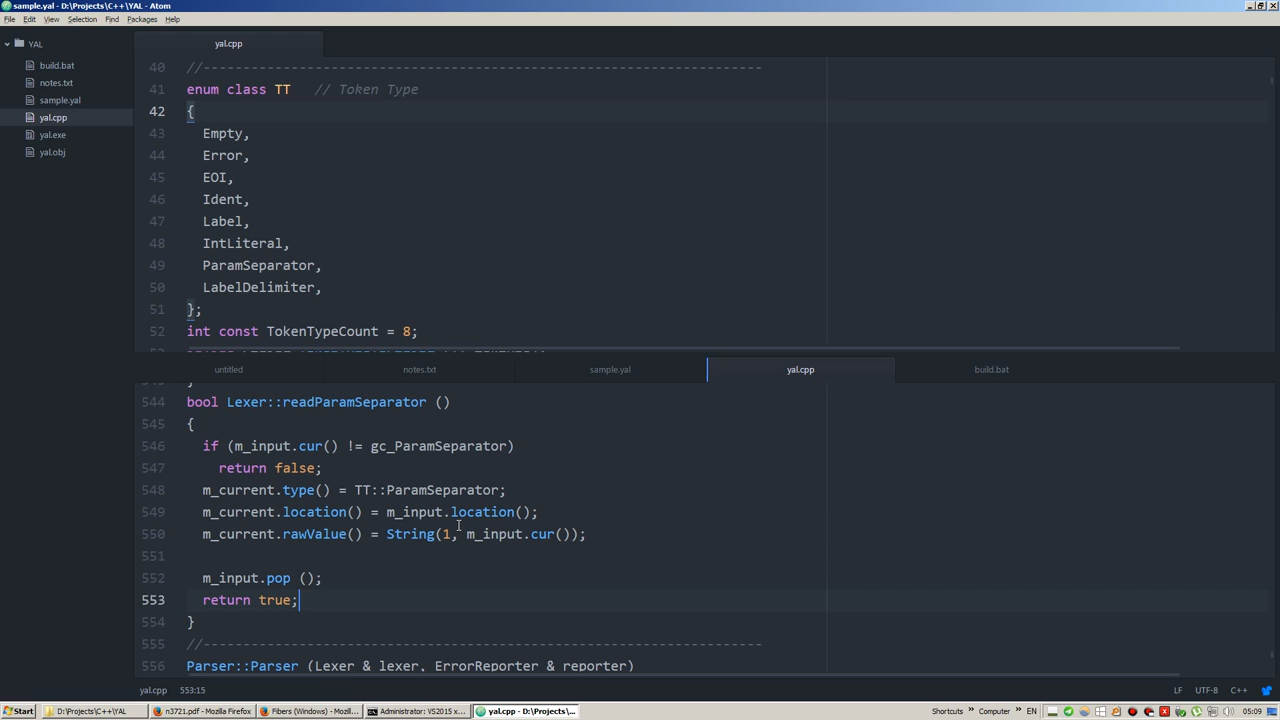 sample.yal - D:\Projects\C++\YAL - Atom
File Edit View Selection Find Packages Help
YAL
build.bat
notes.txt
sample.yal
yal.cpp
yal.exe
yal.obj
yal.cpp
40 //----------------------------------------------------------------------
41 enum class TT // Token Type
42 {
43 Empty,
44 Error,
45 EOI,
46 Ident,
47 Label,
48 IntLiteral,
49 ParamSeparator,
50 LabelDelimiter,
51 };
52 int const TokenTypeCount = 8;
untitled notes.txt sample.yal yal.cpp build.bat
544 bool Lexer::readParamSeparator ()
545 {
546 if (m_input.cur() != gc_ParamSeparator)
547 return false;
548 m_current.type() = TT::ParamSeparator;
549 m_current.location() = m_input.location();
550 m_current.rawValue() = String(1, m_input.cur());
551
552 m_input.pop ();
553 return true;
554 }
555 //----------------------------------------------------------------------
556 Parser::Parser (Lexer & lexer, ErrorReporter & reporter)
yal.cpp 553:15 LF UTF-8 C++
Start D:\Projects\C++\YAL n3721.pdf - Mozilla Firefox Fibers (Windows) - Mozill... Administrator: VS2015 x... yal.cpp - D:\Projects\... Shortcuts » Computer » EN 05:09